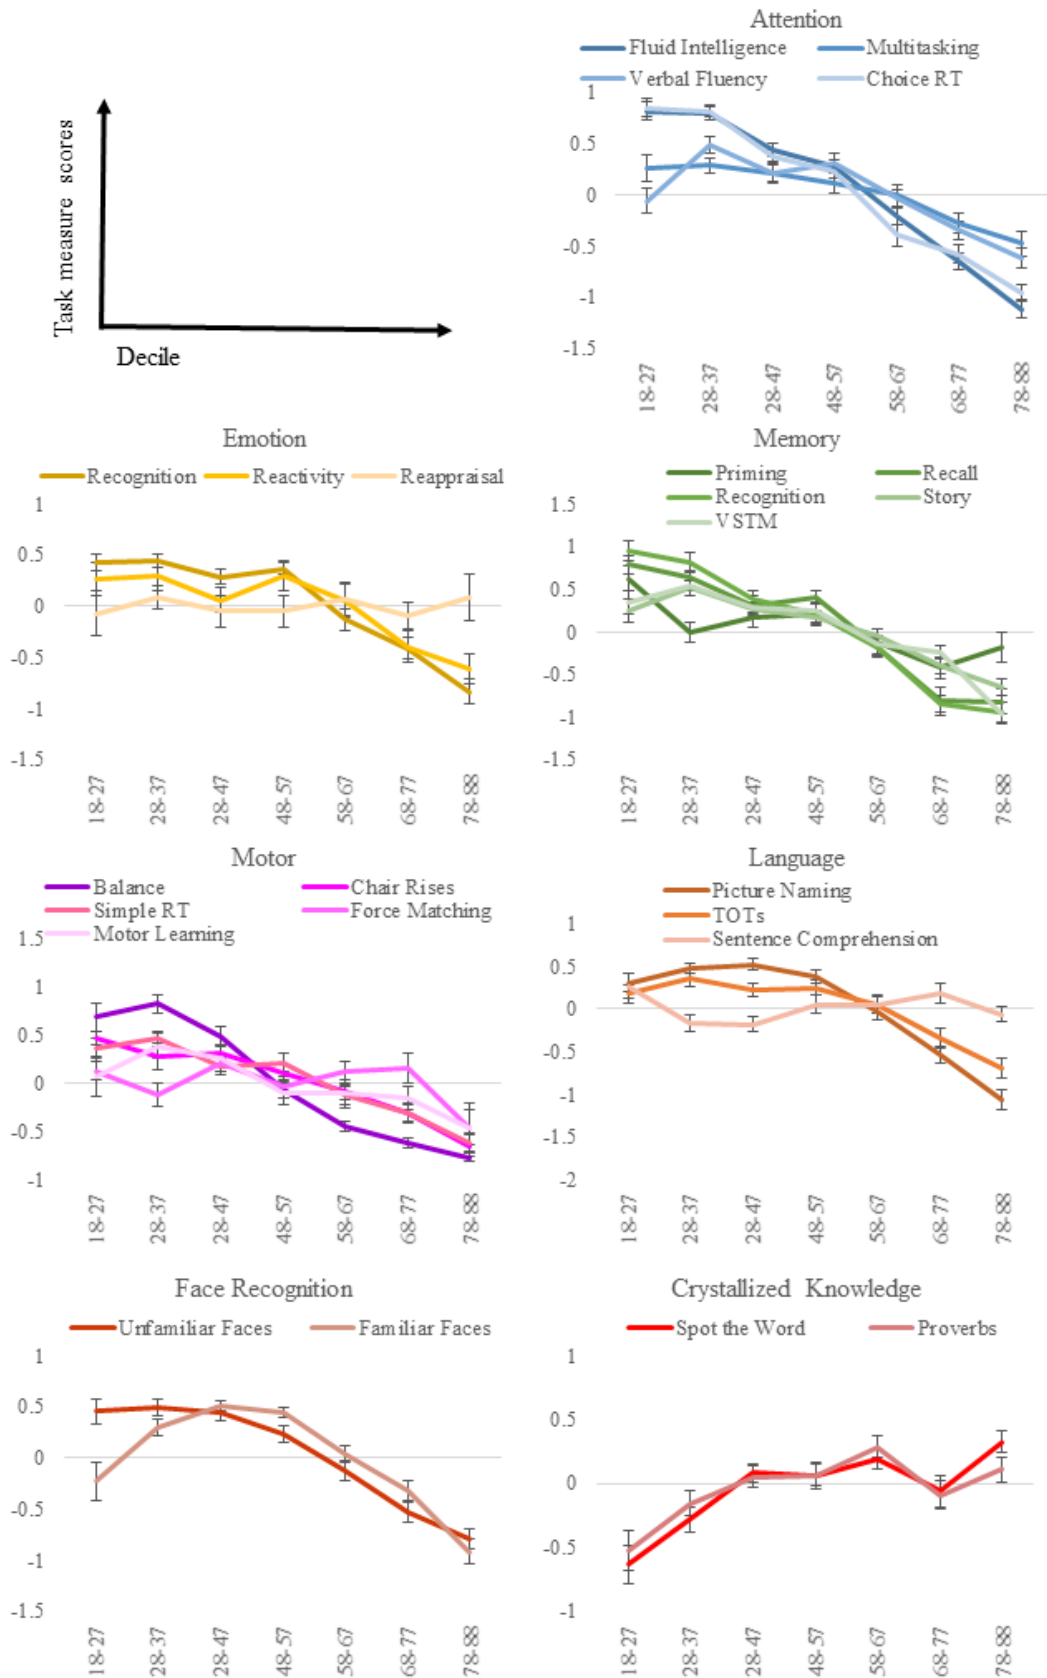 Attention
Fluid Intelligence Multitasking
Verbal Fluency Choice RT
Task measure scores
Decile
1
0.5
0
-0.5
-1
-1.5
18-27 28-37 28-47 48-57 58-67 68-77 78-88
Emotion
Recognition Reactivity Reappraisal
1
0.5
0
-0.5
-1
-1.5
18-27 28-37 28-47 48-57 58-67 68-77 78-88
Memory
Priming Recall
Recognition Story
VSTM
1.5
1
0.5
0
-0.5
-1
-1.5
18-27 28-37 28-47 48-57 58-67 68-77 78-88
Motor
Balance Chair Rises
Simple RT Force Matching
Motor Learning
1.5
1
0.5
0
-0.5
-1
18-27 28-37 28-47 48-57 58-67 68-77 78-88
Language
Picture Naming
TOTs
Sentence Comprehension
1
0.5
0
-0.5
-1
-1.5
-2
18-27 28-37 28-47 48-57 58-67 68-77 78-88
Face Recognition
Unfamiliar Faces Familiar Faces
1
0.5
0
-0.5
-1
-1.5
18-27 28-37 28-47 48-57 58-67 68-77 78-88
Crystallized Knowledge
Spot the Word Proverbs
1
0.5
0
-0.5
-1
18-27 28-37 28-47 48-57 58-67 68-77 78-88